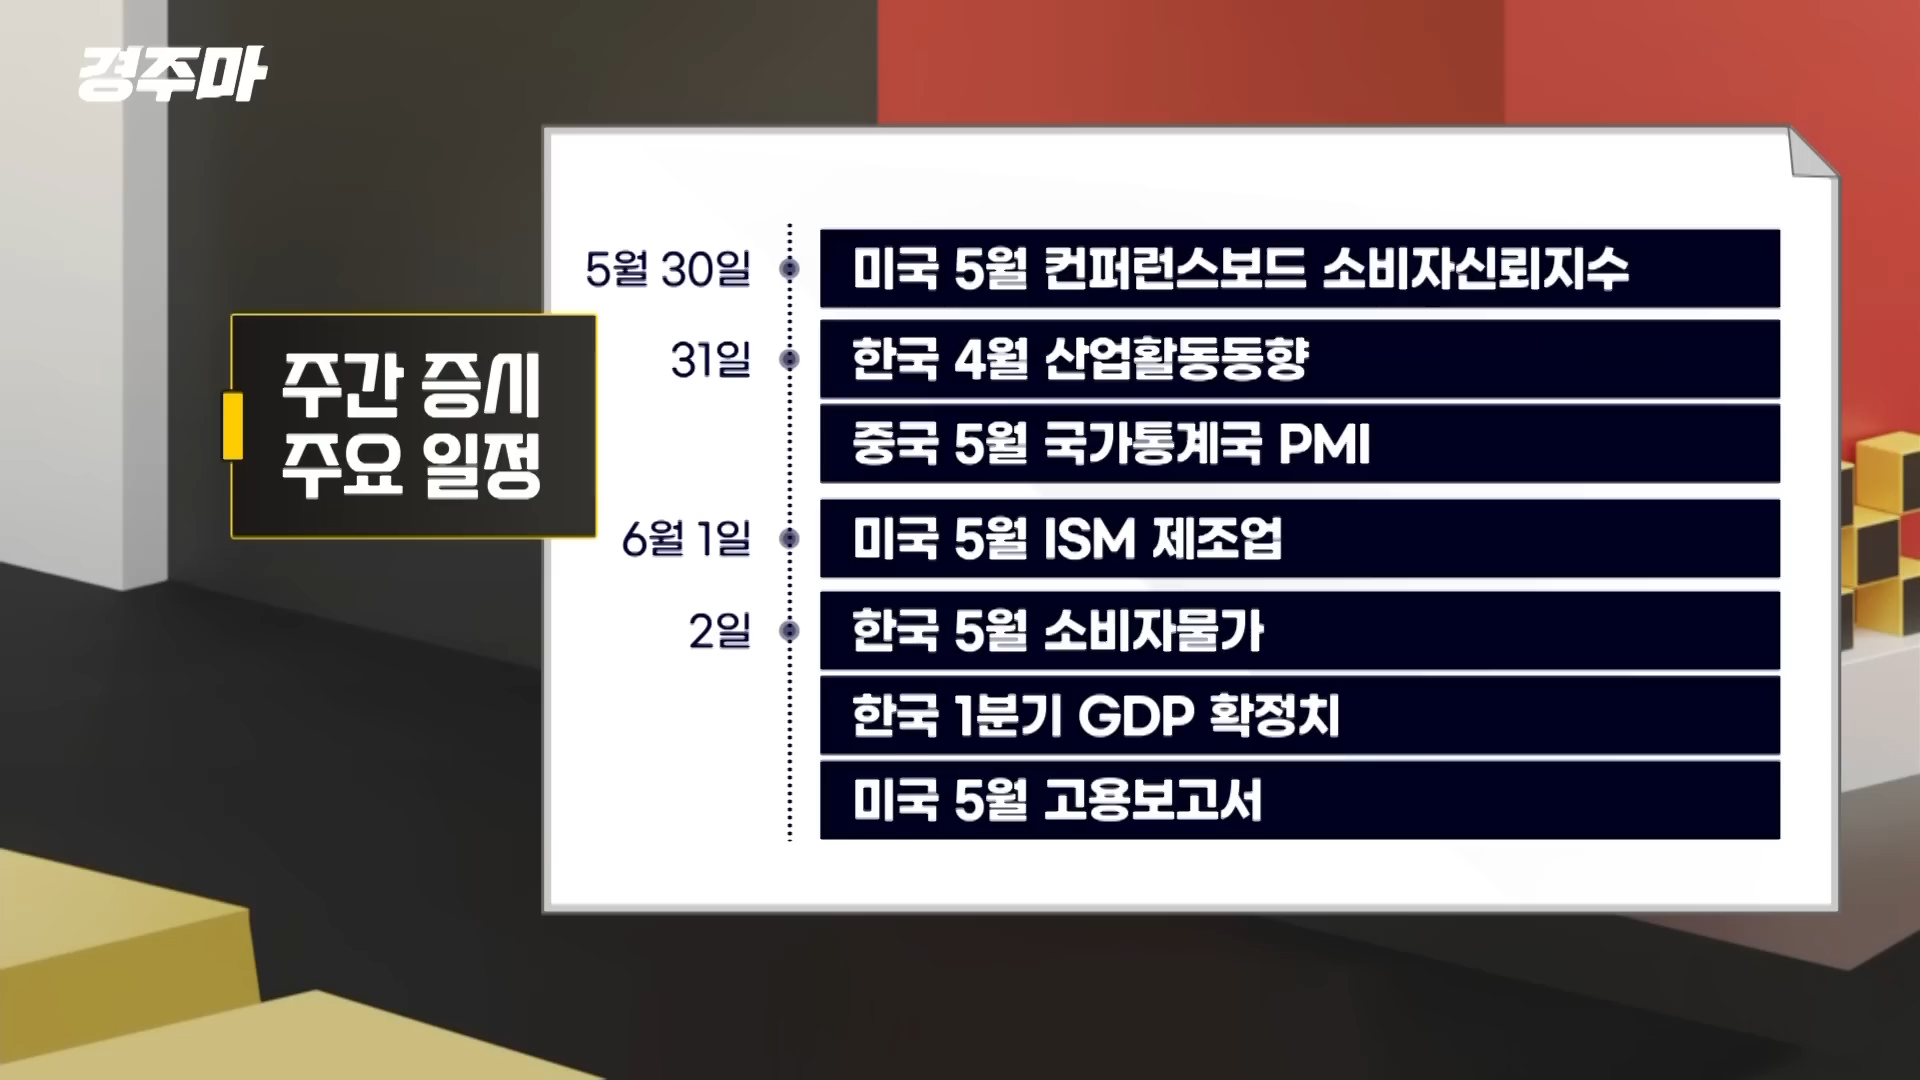 경주마
주간 증시
주요 일정
5월 30일
미국 5월 컨퍼런스보드 소비자신뢰지수
31일
한국 4월 산업활동동향
중국 5월 국가통계국 PMI
6월 1일
미국 5월 ISM 제조업
2일
한국 5월 소비자물가
한국 1분기 GDP 확정치
미국 5월 고용보고서